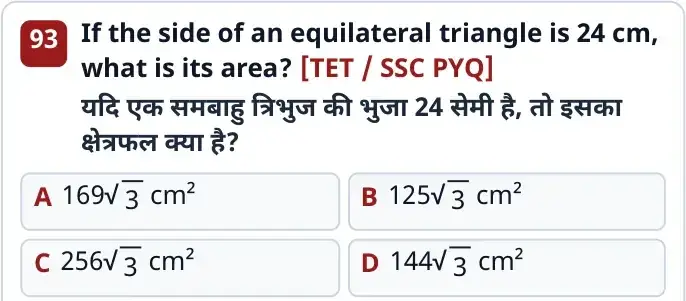 93 If the side of an equilateral triangle is 24 cm,
what is its area? [TET / SSC PYQ]
यदि एक समबाहु त्रिभुज की भुजा 24 सेमी है, तो इसका
क्षेत्रफल क्या है?
A 169√3 cm²
B 125√3 cm²
C 256√3 cm²
D 144√3 cm²